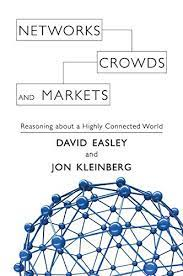 NETWORKS
CROWDS
AND MARKETS
Reasoning about a Highly Connected World
DAVID EASLEY
and
JON KLEINBERG